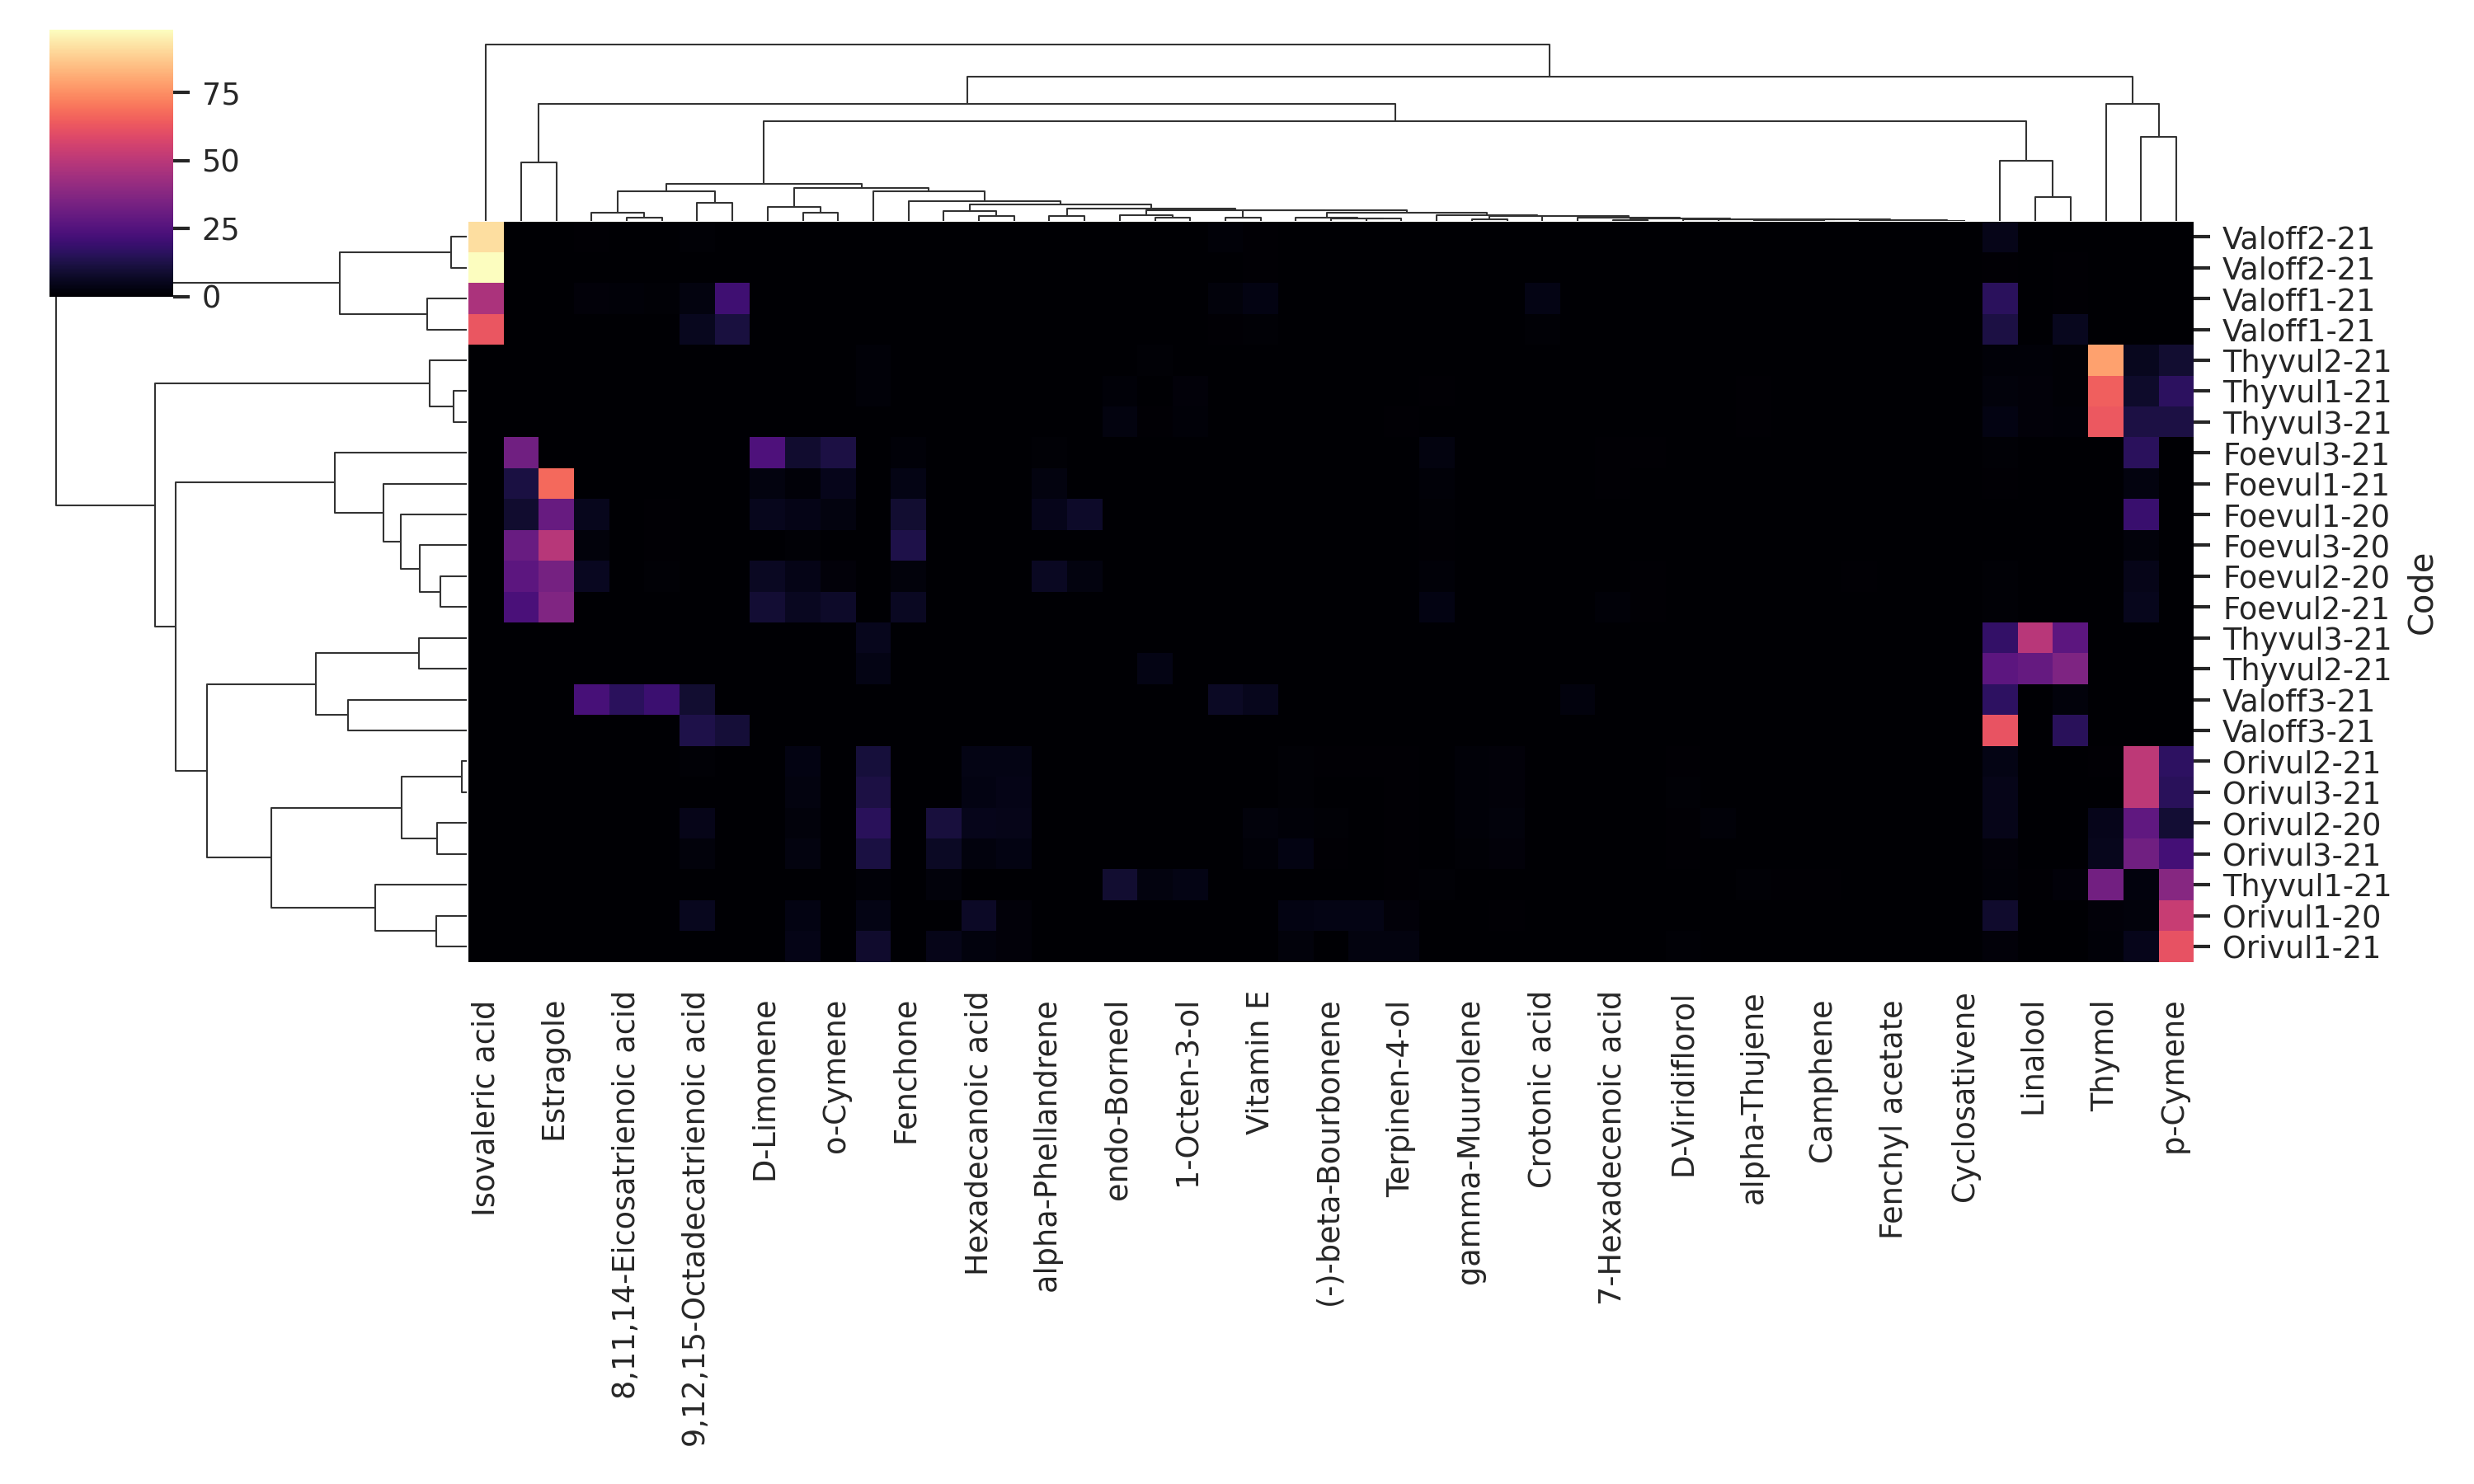 75
50
25
0
Valoff2-21
Valoff2-21
Valoff1-21
Valoff1-21
Thyvul2-21
Thyvul1-21
Thyvul3-21
Foevul3-21
Foevul1-21
Foevul1-20
Foevul3-20
Foevul2-20
Foevul2-21
Thyvul3-21
Thyvul2-21
Valoff3-21
Valoff3-21
Orivul2-21
Orivul3-21
Orivul2-20
Orivul3-21
Thyvul1-21
Orivul1-20
Orivul1-21
Code
Isovaleric acid
Estragole
8,11,14-Eicosatrienoic acid
9,12,15-Octadecatrienoic acid
D-Limonene
o-Cymene
Fenchone
Hexadecanoic acid
alpha-Phellandrene
endo-Borneol
1-Octen-3-ol
Vitamin E
(-)-beta-Bourbonene
Terpinen-4-ol
gamma-Muurolene
Crotonic acid
7-Hexadecenoic acid
D-Viridiflorol
alpha-Thujene
Camphene
Fenchyl acetate
Cyclosativene
Linalool
Thymol
p-Cymene